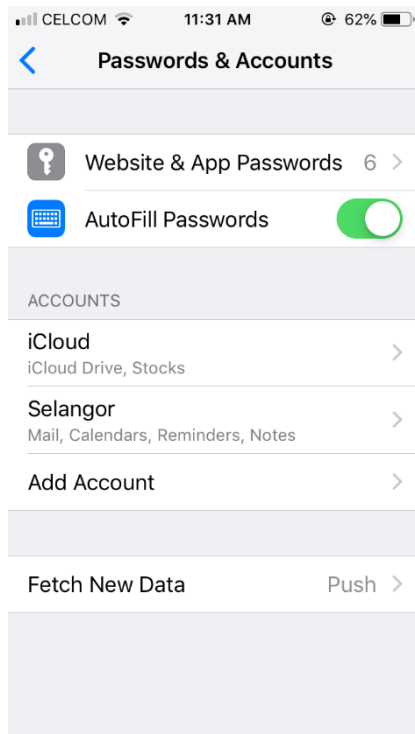 CELCOM 11:31 AM 62%
Passwords & Accounts
Website & App Passwords 6
AutoFill Passwords
ACCOUNTS
iCloud
iCloud Drive, Stocks
Selangor
Mail, Calendars, Reminders, Notes
Add Account
Fetch New Data Push